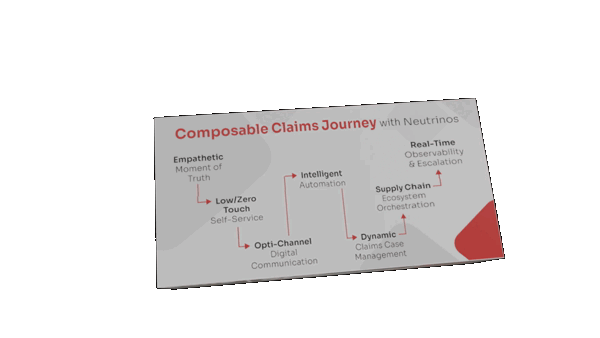 Composable Claims Journey with Neutrinos
Empathetic
Moment of
Truth
Low/Zero
Touch
Self-Service
Opti-Channel
Digital
Communication
Intelligent
Automation
Dynamic
Claims Case
Management
Supply Chain
Ecosystem
Orchestration
Real-Time
Observability
& Escalation